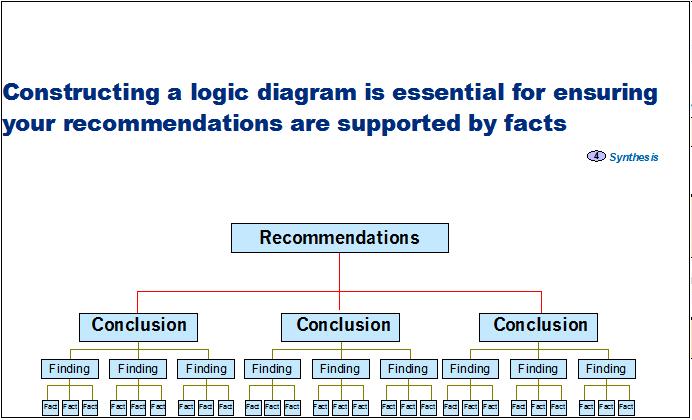 Constructing a logic diagram is essential for ensuring
your recommendations are supported by facts
4 Synthesis
Recommendations
Conclusion Conclusion Conclusion
Finding Finding Finding Finding Finding Finding Finding Finding Finding
Fact Fact Fact Fact Fact Fact Fact Fact Fact Fact Fact Fact Fact Fact Fact Fact Fact Fact Fact Fact Fact Fact Fact Fact Fact Fact Fact